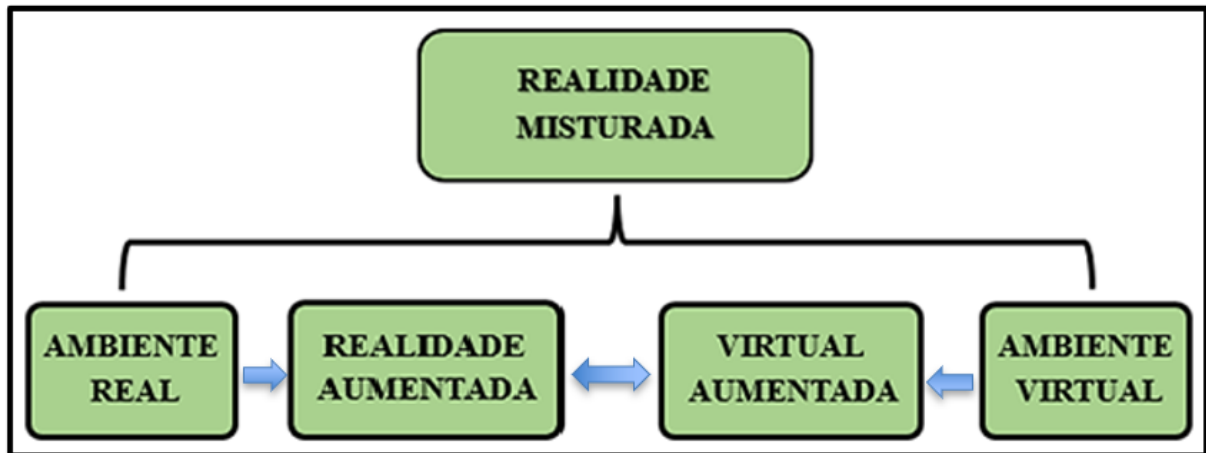 REALIDADE
MISTURADA
AMBIENTE
REAL
REALIDADE
AUMENTADA
VIRTUAL
AUMENTADA
AMBIENTE
VIRTUAL